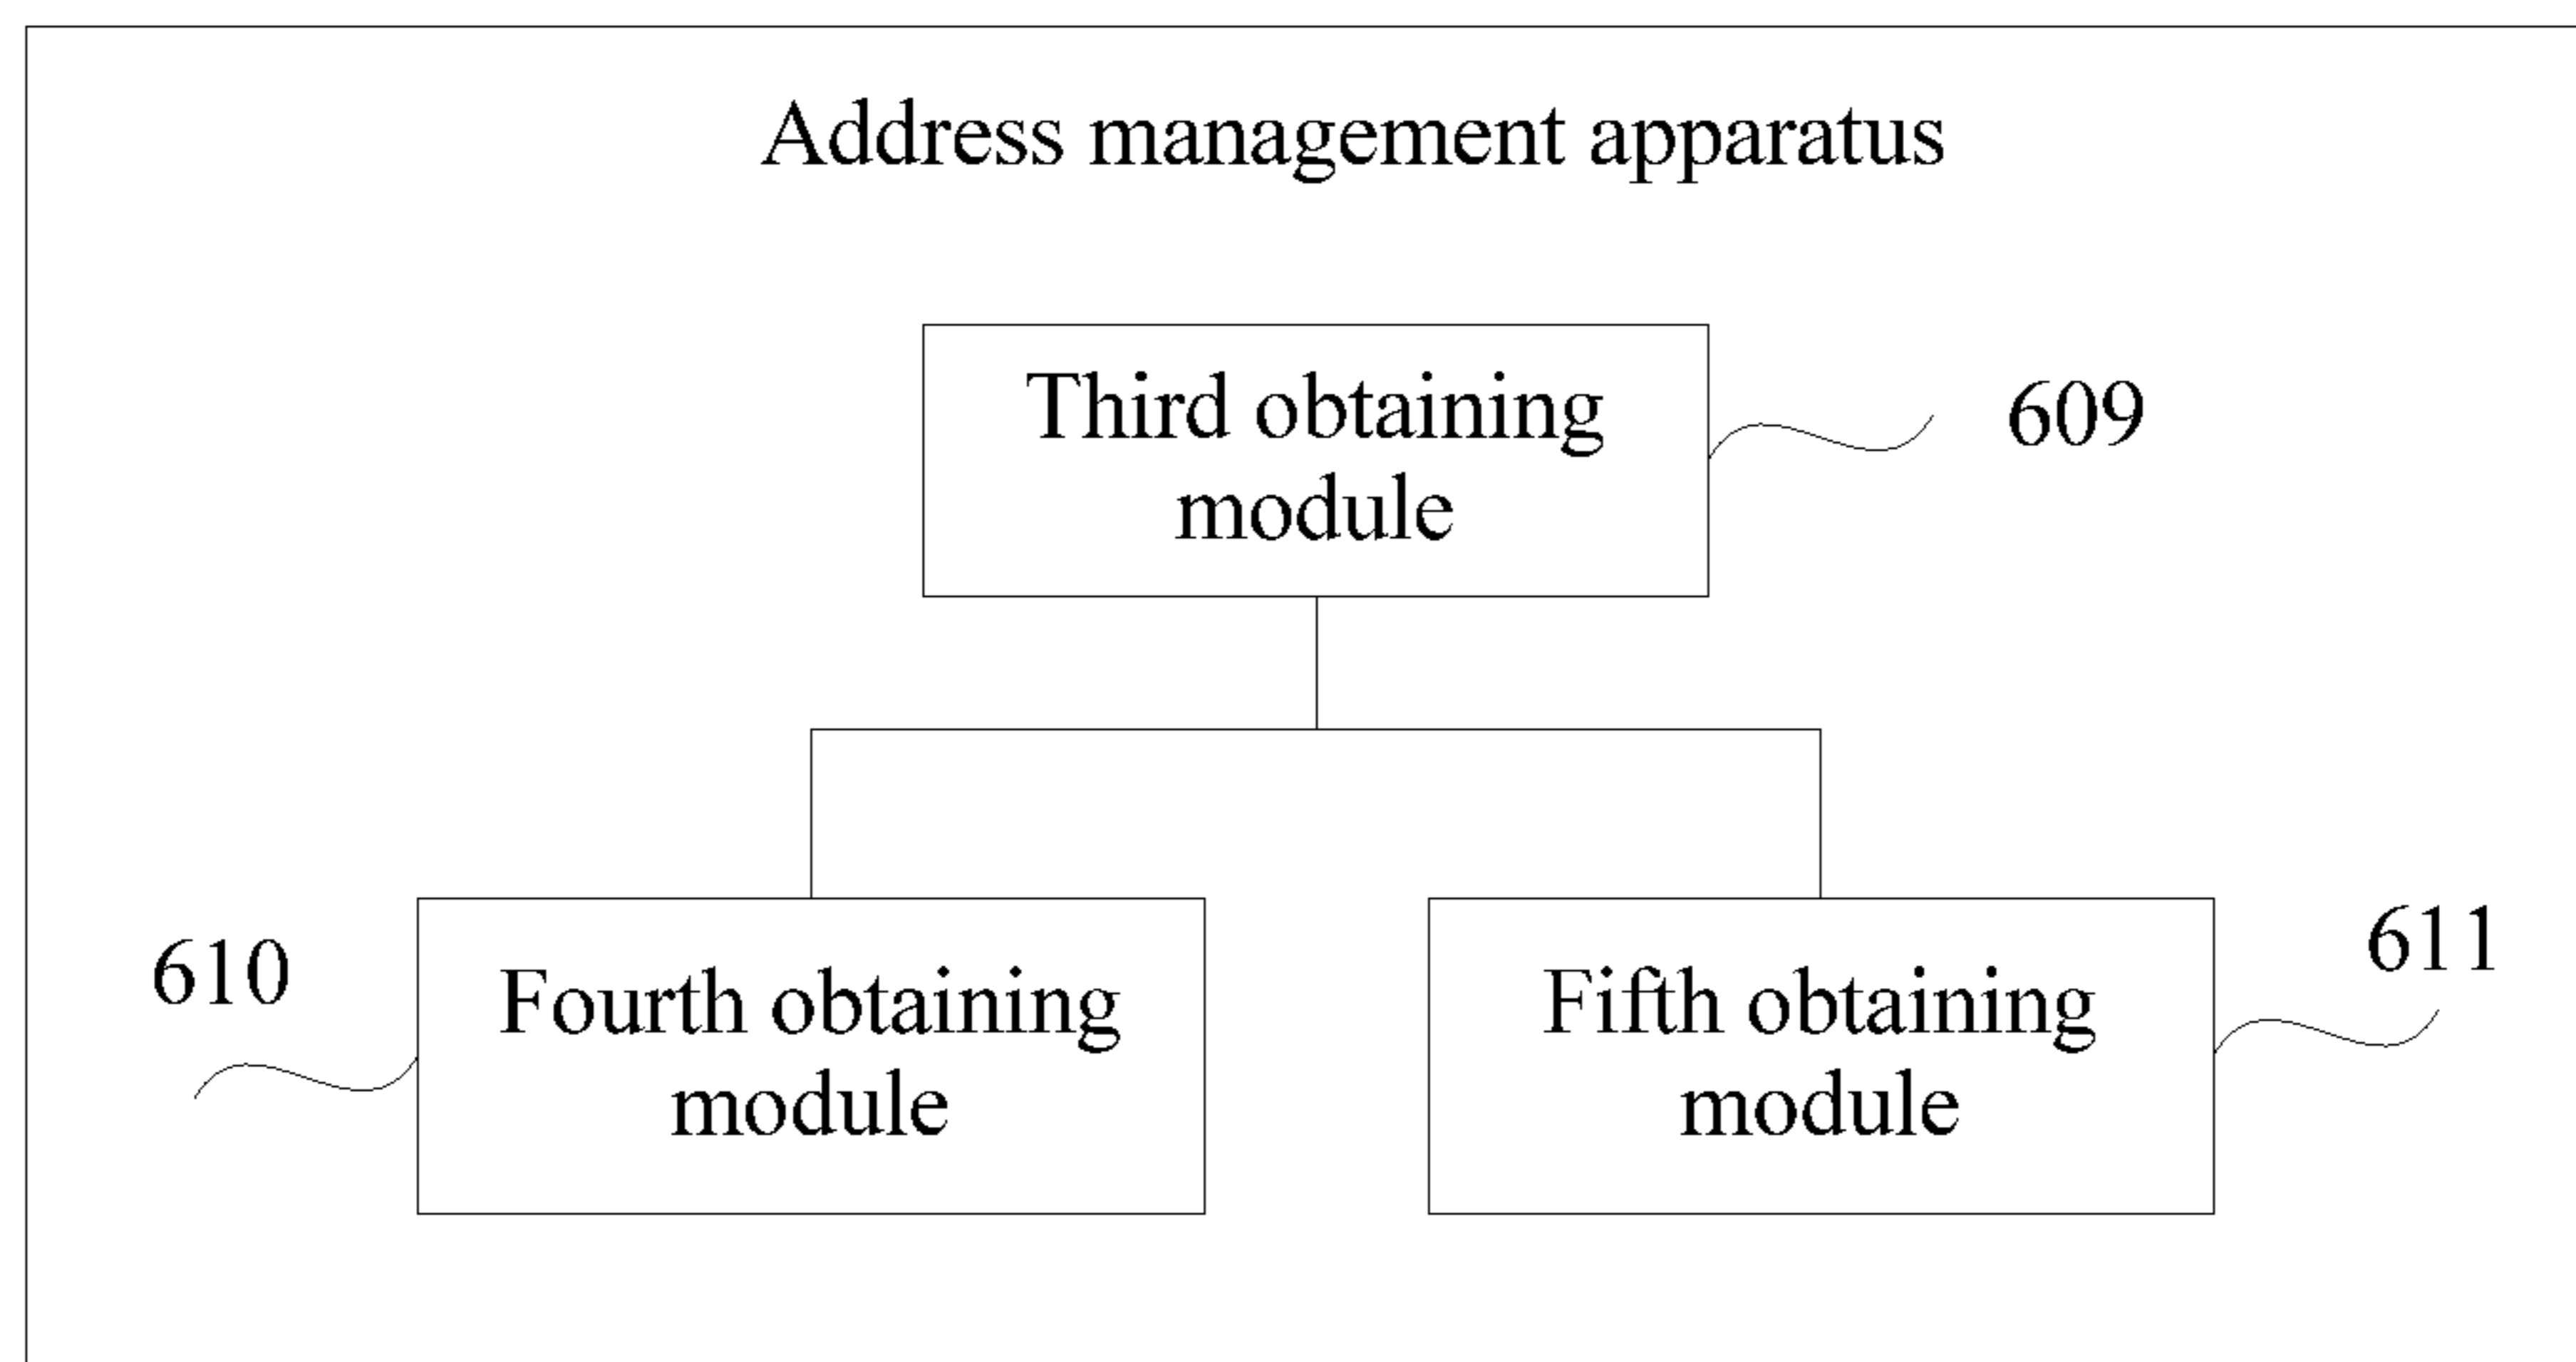 Address management apparatus
Third obtaining
module
609
610
Fourth obtaining
module
Fifth obtaining
module
611